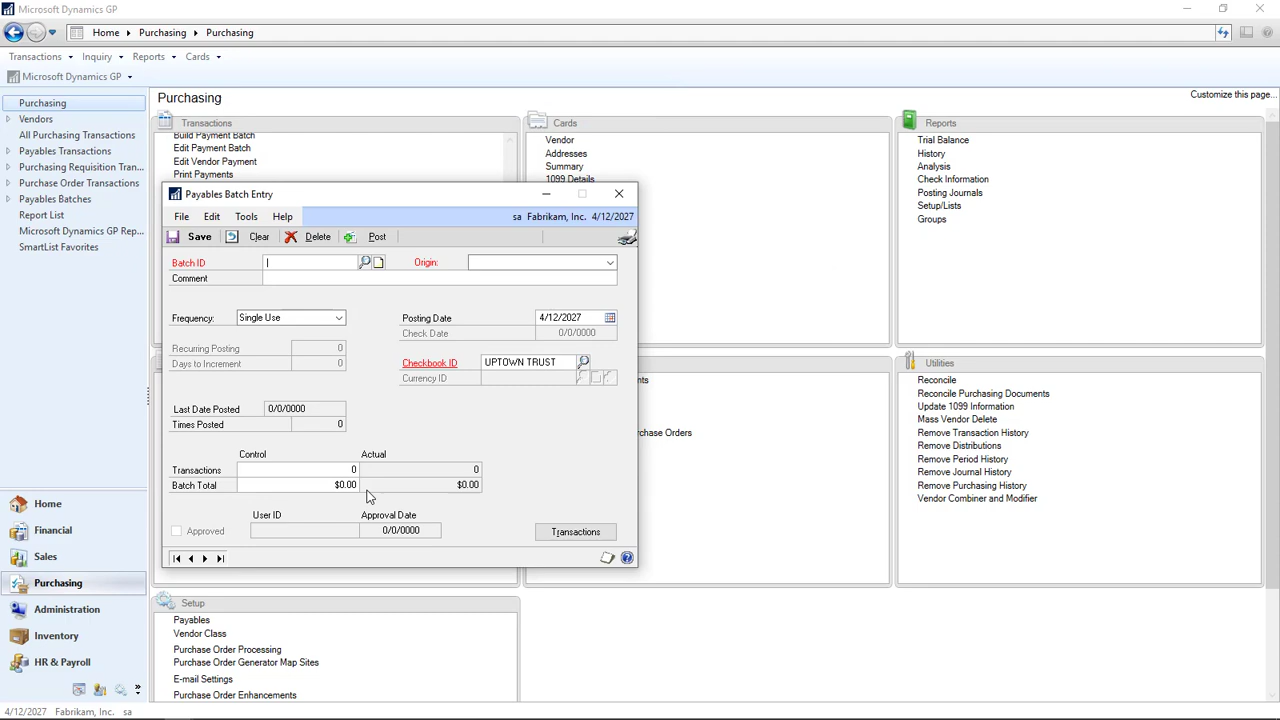 Microsoft Dynamics GP
Home Purchasing Purchasing
Transactions Inquiry Reports Cards
Microsoft Dynamics GP
Purchasing
Vendors
All Purchasing Transactions
Payables Transactions
Purchasing Requisition Tran...
Purchase Order Transactions
Payables Batches
Report List
Microsoft Dynamics GP Rep...
SmartList Favorites
Home
Financial
Sales
Purchasing
Administration
Inventory
HR & Payroll
Purchasing
Customize this page...
Transactions
Build Payment Batch
Edit Payment Batch
Edit Vendor Payment
Print Payments
Cards
Vendor
Addresses
Summary
1099 Details
Reports
Trial Balance
History
Analysis
Check Information
Posting Journals
Setup/Lists
Groups
Payables Batch Entry
File Edit Tools Help
sa Fabrikam, Inc. 4/12/2027
Save Clear Delete Post
Batch ID
Origin:
Comment
Frequency: Single Use
Posting Date 4/12/2027
Check Date 0/0/0000
Recurring Posting 0
Days to Increment 0
Checkbook ID UPTOWN TRUST
Currency ID
Last Date Posted 0/0/0000
Times Posted 0
Control Actual
Transactions 0 0
Batch Total $0.00 $0.00
User ID Approval Date
Approved 0/0/0000
Transactions
Utilities
Reconcile
Reconcile Purchasing Documents
Update 1099 Information
Mass Vendor Delete
Remove Transaction History
Remove Distributions
Remove Period History
Remove Journal History
Remove Purchasing History
Vendor Combiner and Modifier
Setup
Payables
Vendor Class
Purchase Order Processing
Purchase Order Generator Map Sites
E-mail Settings
Purchase Order Enhancements
4/12/2027 Fabrikam, Inc. sa